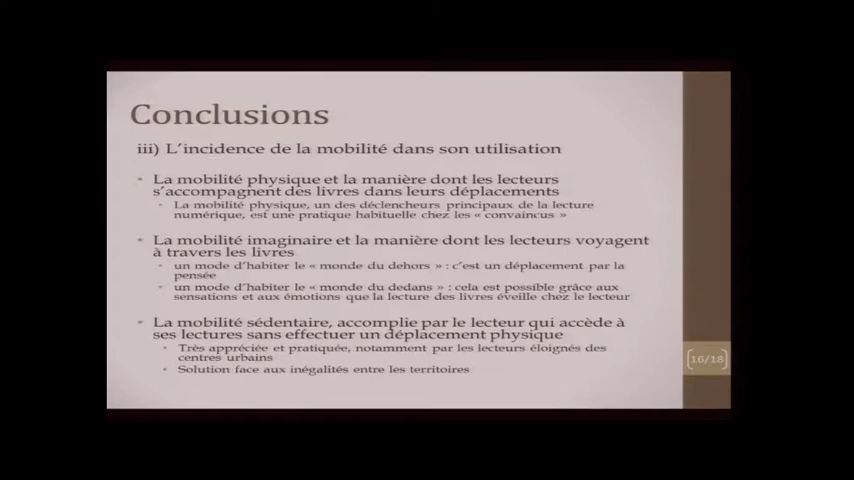 Conclusions
iii) L'incidence de la mobilité dans son utilisation
• La mobilité physique et la manière dont les lecteurs
s'accompagnent des livres dans leurs déplacements
• La mobilité physique, un des déclencheurs principaux de la lecture
numérique, est une pratique habituelle chez les « convaincus »
• La mobilité imaginaire et la manière dont les lecteurs voyagent
à travers les livres
• un mode d'habiter le « monde du dehors » : c'est un déplacement par la
pensée
• un mode d'habiter le « monde du dedans » : cela est possible grâce aux
sensations et aux émotions que la lecture des livres éveille chez le lecteur
• La mobilité sédentaire, accomplie par le lecteur qui accède à
ses lectures sans effectuer un déplacement physique
• Très appréciée et pratiquée, notamment par les lecteurs éloignés des
centres urbains
• Solution face aux inégalités entre les territoires
16/18